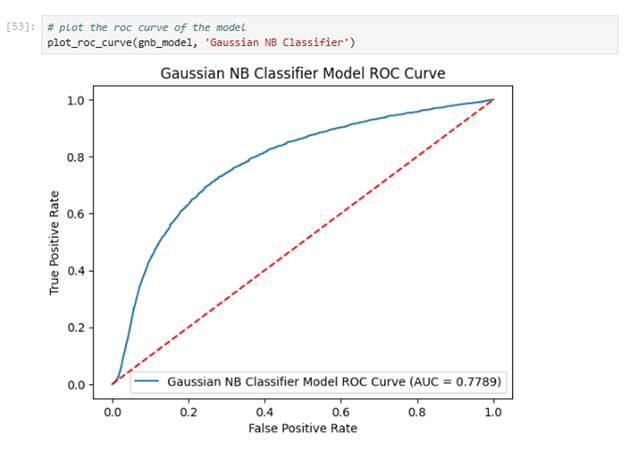 [53]: # plot the roc curve of the model
plot_roc_curve(gnb_model, 'Gaussian NB Classifier')
Gaussian NB Classifier Model ROC Curve
1.0
0.8
0.6
0.4
0.2
0.0
True Positive Rate
Gaussian NB Classifier Model ROC Curve (AUC = 0.7789)
0.0 0.2 0.4 0.6 0.8 1.0
False Positive Rate